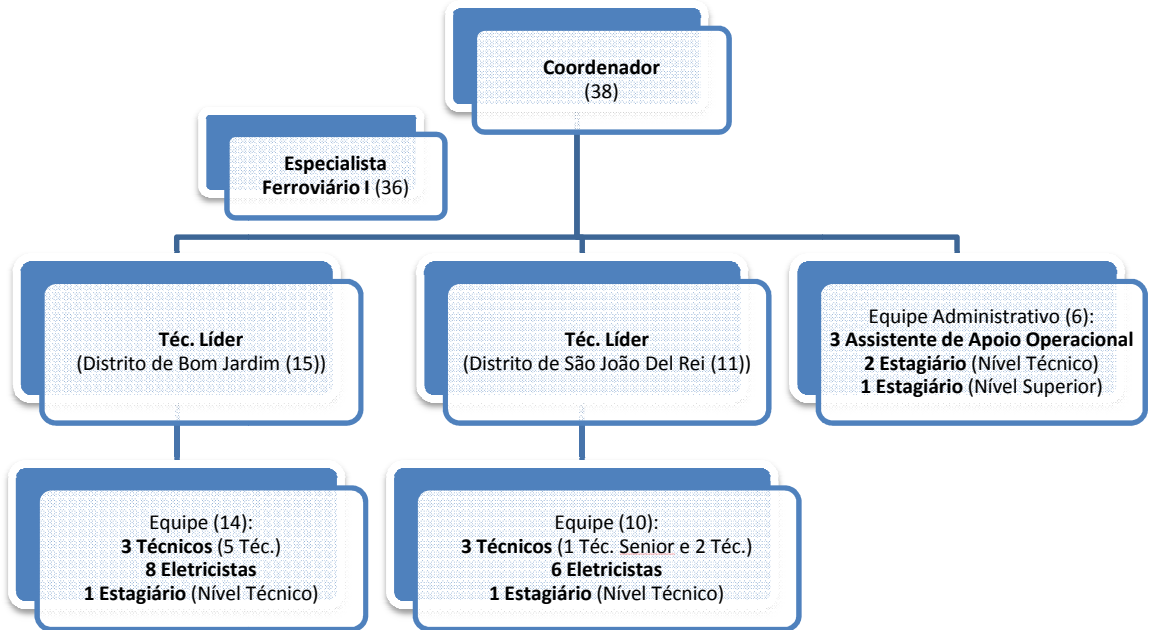 Coordenador
(38)
Especialista
Ferroviário I (36)
Téc. Líder
(Distrito de Bom Jardim (15))
Téc. Líder
(Distrito de São João Del Rei (11))
Equipe Administrativo (6):
3 Assistente de Apoio Operacional
2 Estagiário (Nível Técnico)
1 Estagiário (Nível Superior)
Equipe (14):
3 Técnicos (5 Téc.)
8 Eletricistas
1 Estagiário (Nível Técnico)
Equipe (10):
3 Técnicos (1 Téc. Senior e 2 Téc.)
6 Eletricistas
1 Estagiário (Nível Técnico)